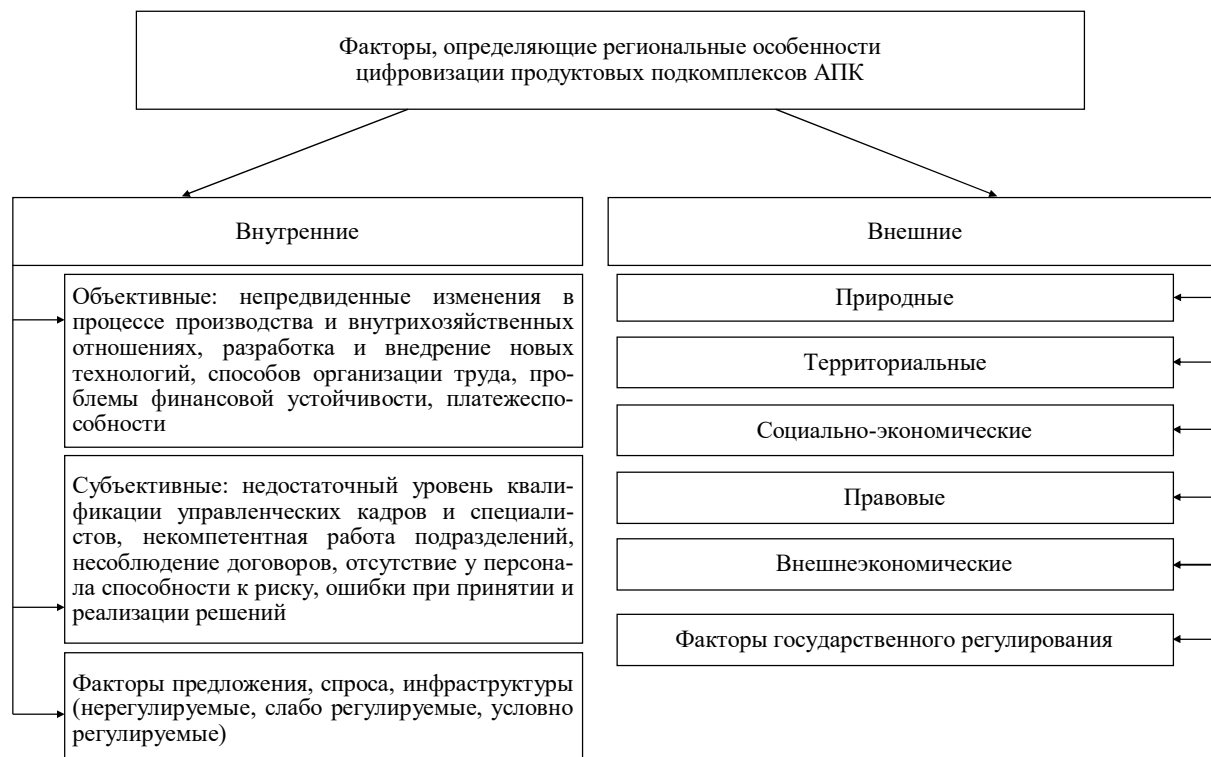 Факторы, определяющие региональные особенности
цифровизации продуктовых подкомплексов АПК
Внутренние
Объективные: непредвиденные изменения в
процессе производства и внутрихозяйственных
отношениях, разработка и внедрение новых
технологий, способов организации труда, про-
блемы финансовой устойчивости, платежеспо-
собности
Субъективные: недостаточный уровень квали-
фикации управленческих кадров и специали-
стов, некомпетентная работа подразделений,
несоблюдение договоров, отсутствие у персона-
ла способности к риску, ошибки при принятии и
реализации решений
Факторы предложения, спроса, инфраструктуры
(нерегулируемые, слабо регулируемые, условно
регулируемые)
Внешние
Природные
Территориальные
Социально-экономические
Правовые
Внешнеэкономические
Факторы государственного регулирования